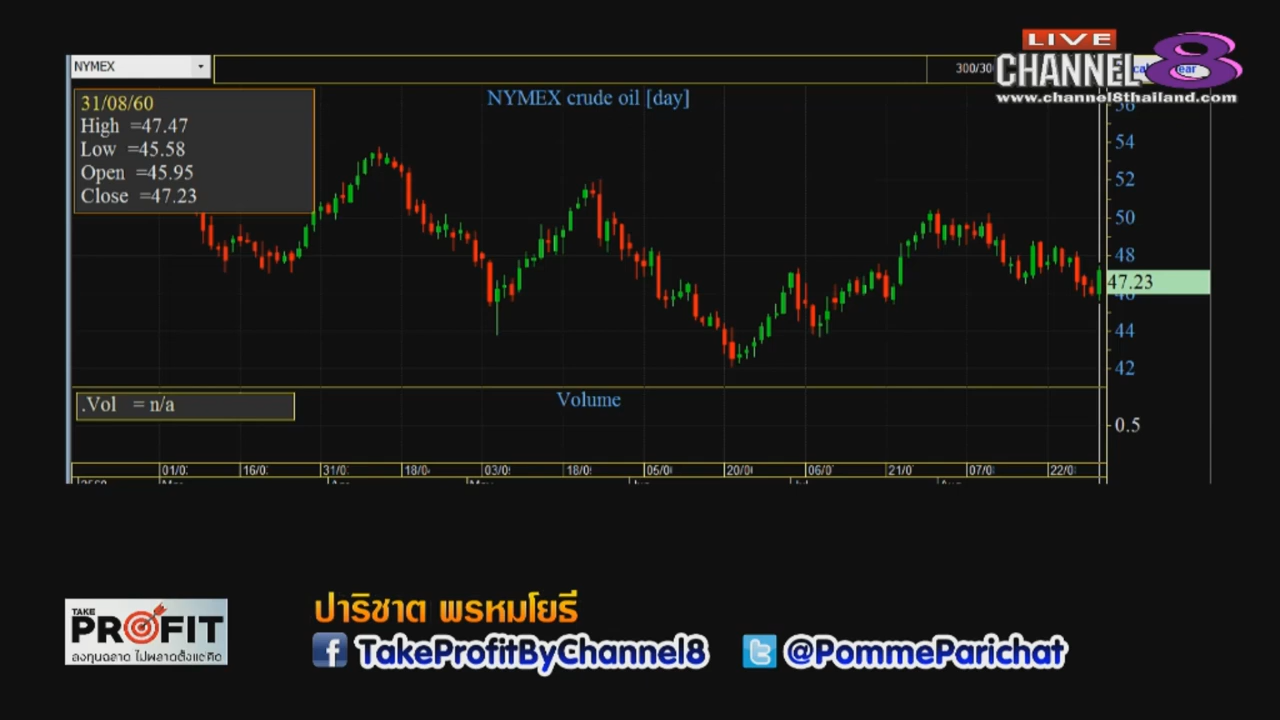 LIVE
CHANNEL 8
www.channel8thailand.com
NYMEX
300/30
NYMEX crude oil [day]
31/08/60
High =47.47
Low =45.58
Open =45.95
Close =47.23
56
54
52
50
48
47.23
46
44
42
.Vol = n/a
Volume
0.5
01/0
16/0
31/0
18/0
03/0
18/0
05/0
20/0
06/0
21/0
07/0
22/0
TAKE
PROFIT
ลงทุนฉลาด ไม่พลาดตั้งแต่คิด
ปาริชาต พรหมโยธี
TakeProfitByChannel8
@PommeParichat